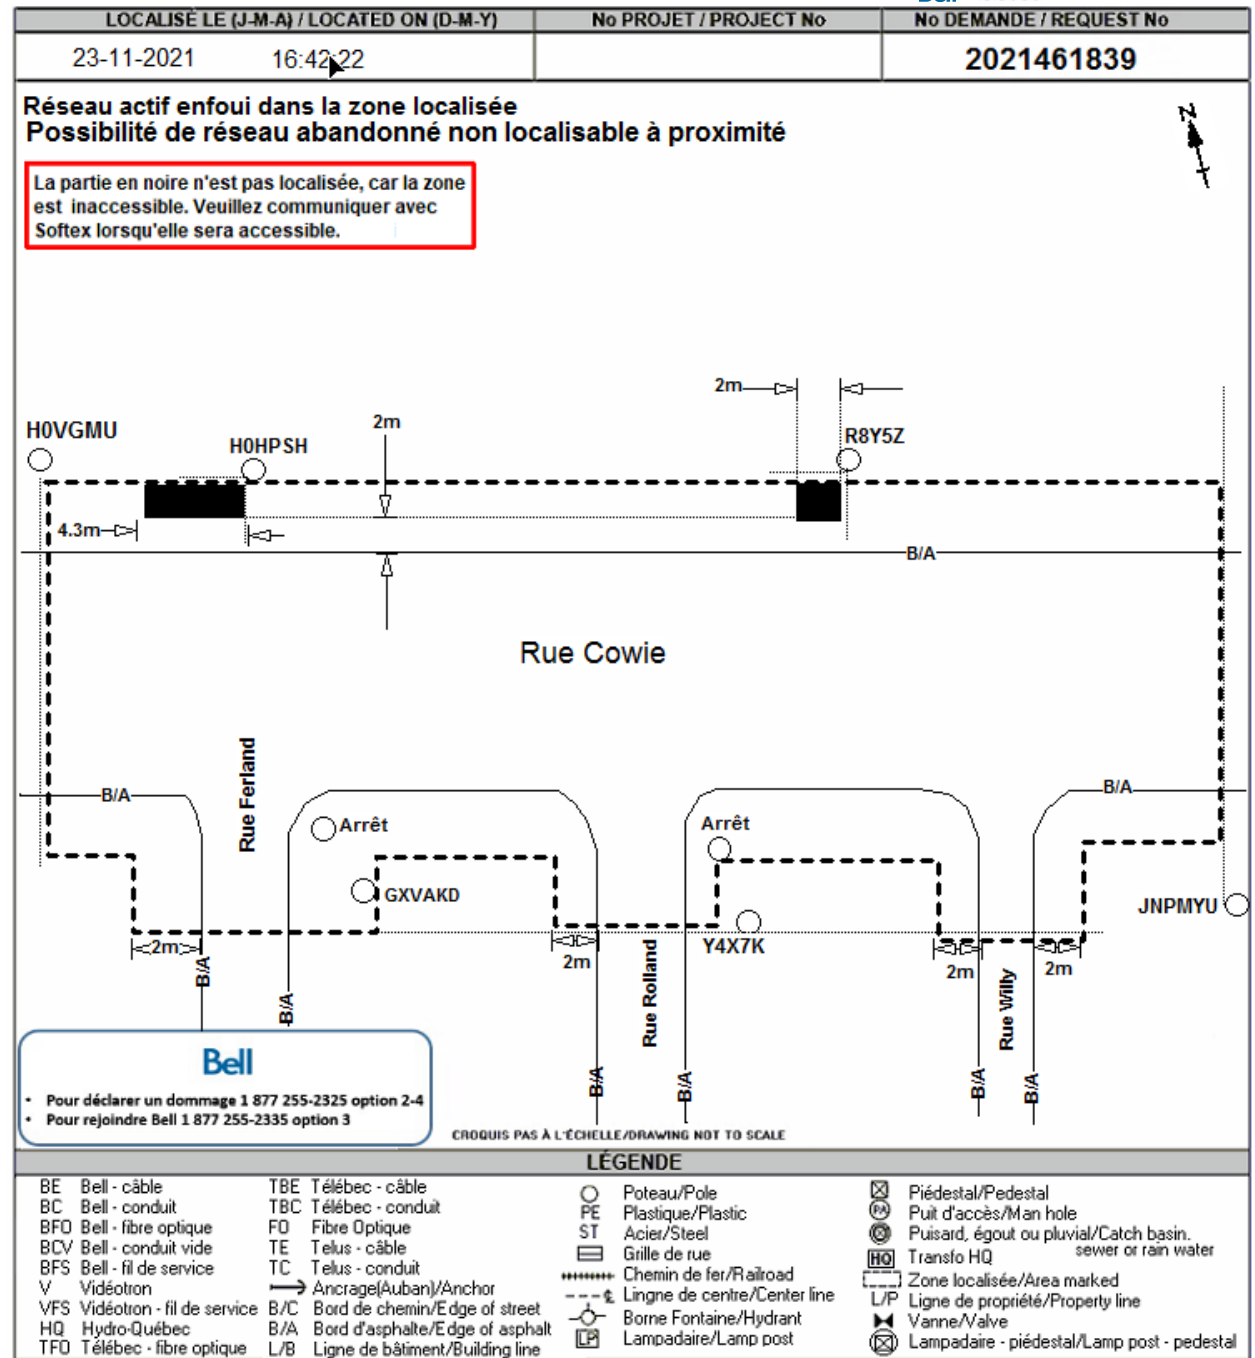 LOCALISÉ LE (J-M-A) / LOCATED ON (D-M-Y)
No PROJET / PROJECT No
No DEMANDE / REQUEST No
23-11-2021 16:42:22
2021461839
Réseau actif enfoui dans la zone localisée
Possibilité de réseau abandonné non localisable à proximité
N
La partie en noire n'est pas localisée, car la zone
est inaccessible. Veuillez communiquer avec
Softex lorsqu'elle sera accessible.
2m
H0VGMU
H0HPSH
2m
R8Y5Z
4.3m
B/A
Rue Cowie
Rue Ferland
B/A
B/A
Arrêt
Arrêt
GXVAKD
JNPMYU
2m
2m
Y4X7K
2m
2m
B/A
B/A
Rue Rolland
Rue Willy
B/A
B/A
B/A
B/A
Bell
• Pour déclarer un dommage 1 877 255-2325 option 2-4
• Pour rejoindre Bell 1 877 255-2335 option 3
CROQUIS PAS À L'ÉCHELLE/DRAWING NOT TO SCALE
LÉGENDE
BE Bell - câble
BC Bell - conduit
BFO Bell - fibre optique
BCV Bell - conduit vide
BFS Bell - fil de service
V Vidéotron
VFS Vidéotron - fil de service
HQ Hydro-Québec
TFO Télébec - fibre optique
TBE Télébec - câble
TBC Télébec - conduit
FO Fibre Optique
TE Telus - câble
TC Telus - conduit
Ancrage(Auban)/Anchor
B/C Bord de chemin/Edge of street
B/A Bord d'asphalte/Edge of asphalt
L/B Ligne de bâtiment/Building line
Poteau/Pole
PE Plastique/Plastic
ST Acier/Steel
Grille de rue
Chemin de fer/Railroad
Lingne de centre/Center line
Borne Fontaine/Hydrant
LP Lampadaire/Lamp post
Piédestal/Pedestal
PA Puit d'accès/Man hole
Puisard, égout ou pluvial/Catch basin.
sewer or rain water
HQ Transfo HQ
Zone localisée/Area marked
L/P Ligne de propriété/Property line
Vanne/Valve
Lampadaire - piédestal/Lamp post - pedestal